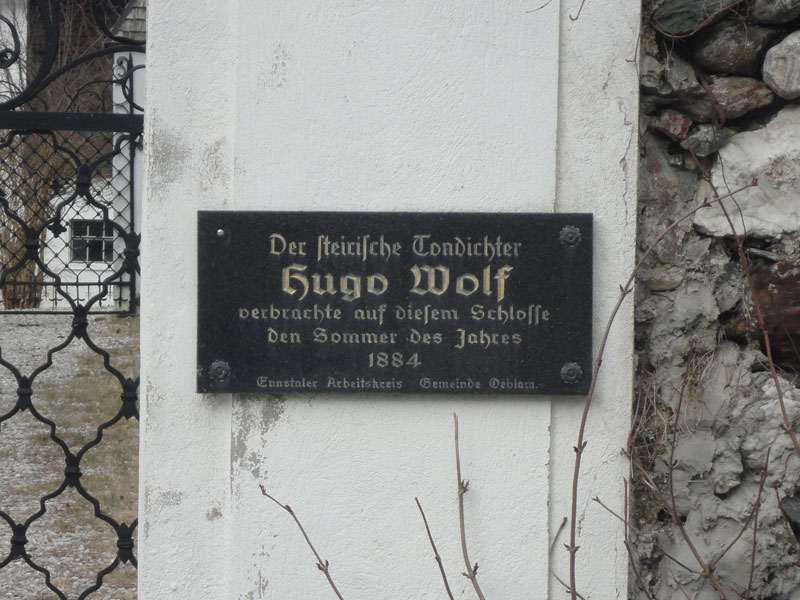 Der steirische Tondichter
Hugo Wolf
verbrachte auf diesem Schlosse
den Sommer des Jahres
1884
Ennstaler Arbeitskreis Gemeinde Oeblarn.